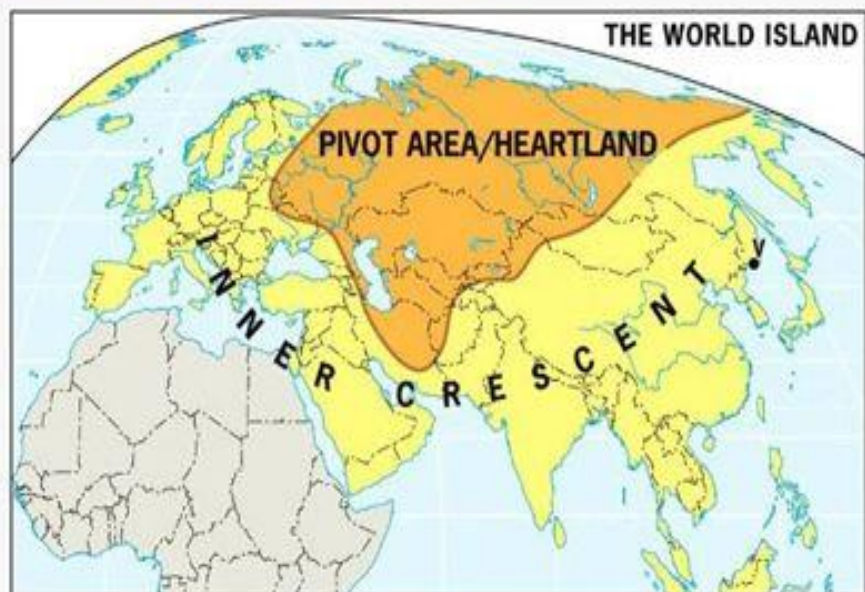 THE WORLD ISLAND
PIVOT AREA/HEARTLAND
INNER CRESCENT
V